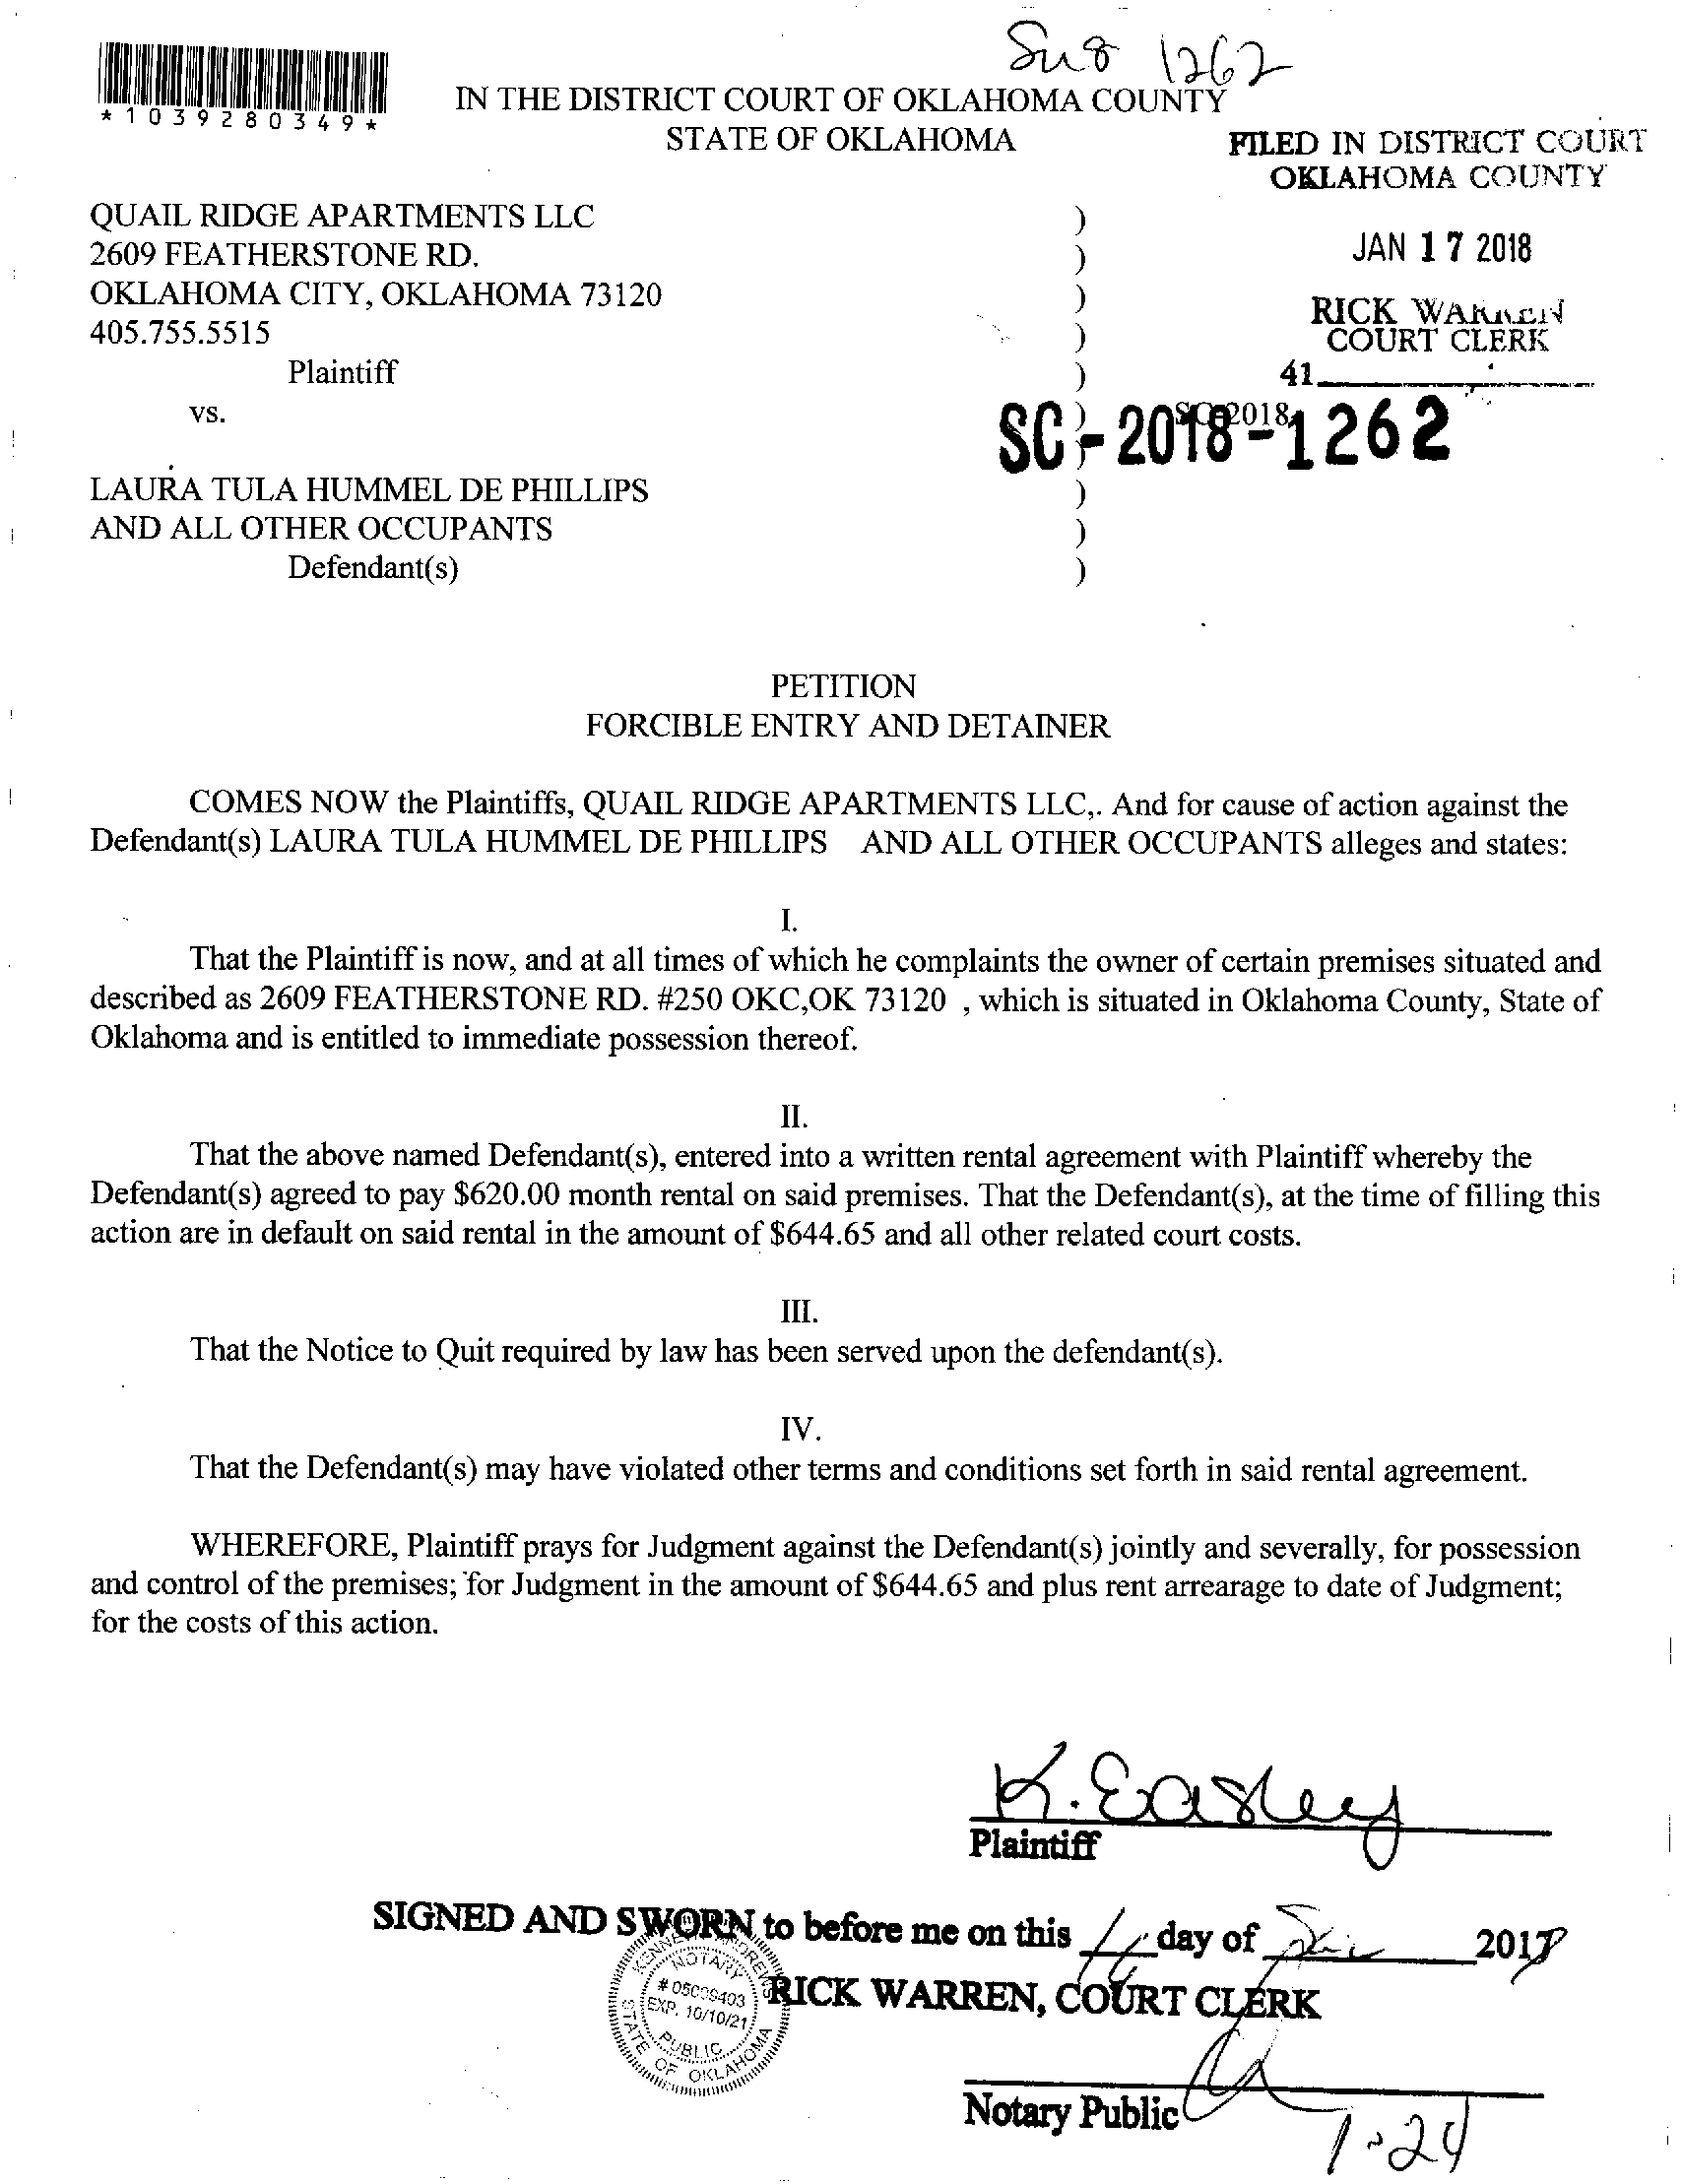 1262
*1039280349*
IN THE DISTRICT COURT OF OKLAHOMA COUNTY
STATE OF OKLAHOMA
FILED IN DISTRICT COURT
OKLAHOMA COUNTY
JAN 17 2018
RICK WARREN
COURT CLERK
41
QUAIL RIDGE APARTMENTS LLC )
2609 FEATHERSTONE RD. )
OKLAHOMA CITY, OKLAHOMA 73120 )
405.755.5515 )
Plaintiff )
vs. )
SC-2018-
SC-2018-1262
LAURA TULA HUMMEL DE PHILLIPS )
AND ALL OTHER OCCUPANTS )
Defendant(s) )
PETITION
FORCIBLE ENTRY AND DETAINER
COMES NOW the Plaintiffs, QUAIL RIDGE APARTMENTS LLC,. And for cause of action against the
Defendant(s) LAURA TULA HUMMEL DE PHILLIPS AND ALL OTHER OCCUPANTS alleges and states:
I.
That the Plaintiff is now, and at all times of which he complaints the owner of certain premises situated and
described as 2609 FEATHERSTONE RD. #250 OKC,OK 73120 , which is situated in Oklahoma County, State of
Oklahoma and is entitled to immediate possession thereof.
II.
That the above named Defendant(s), entered into a written rental agreement with Plaintiff whereby the
Defendant(s) agreed to pay $620.00 month rental on said premises. That the Defendant(s), at the time of filling this
action are in default on said rental in the amount of $644.65 and all other related court costs.
III.
That the Notice to Quit required by law has been served upon the defendant(s).
IV.
That the Defendant(s) may have violated other terms and conditions set forth in said rental agreement.
WHEREFORE, Plaintiff prays for Judgment against the Defendant(s) jointly and severally, for possession
and control of the premises; for Judgment in the amount of $644.65 and plus rent arrearage to date of Judgment;
for the costs of this action.
K. Easley
Plaintiff
SIGNED AND SWORN to before me on this day of 2018
RICK WARREN, COURT CLERK
NOTARY
EXP. 10/10/21
PUBLIC
STATE OF OKLAHOMA
Notary Public
1-24